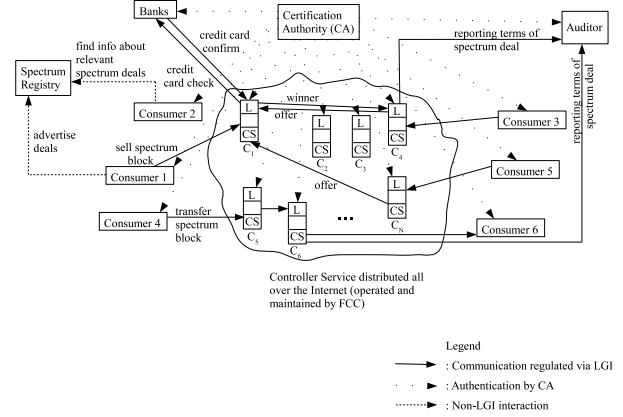 Banks
Certification
Authority (CA)
Auditor
credit card
confirm
reporting terms of
spectrum deal
find info about
relevant
spectrum deals
Spectrum
Registry
credit
card check
reporting terms of
spectrum deal
Consumer 2
L
CS
C1
winner
offer
L
CS
C2
L
CS
C3
L
CS
C4
Consumer 3
advertise
deals
sell spectrum
block
Consumer 1
Consumer 5
offer
L
CS
C5
L
CS
C6
...
L
CS
CN
Consumer 4
transfer
spectrum
block
Consumer 6
Controller Service distributed all
over the Internet (operated and
maintained by FCC)
Legend
: Communication regulated via LGI
: Authentication by CA
: Non-LGI interaction